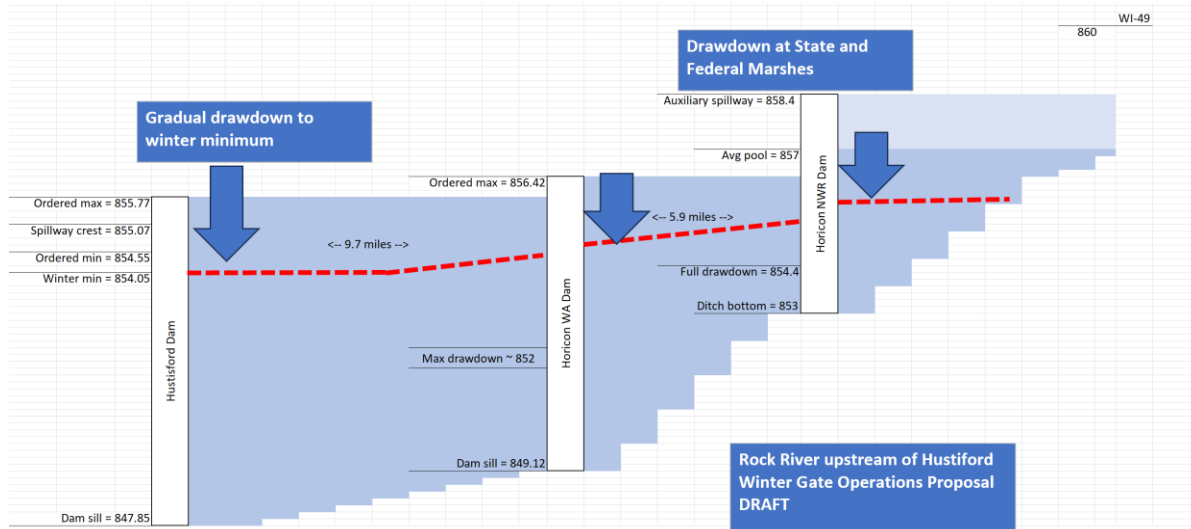 WI-49
860
Drawdown at State and
Federal Marshes
Auxiliary spillway = 858.4
Gradual drawdown to
winter minimum
Avg pool = 857
Ordered max = 856.42
Ordered max = 855.77
Spillway crest = 855.07
Ordered min = 854.55
Winter min = 854.05
<-- 9.7 miles -->
<-- 5.9 miles -->
Full drawdown = 854.4
Ditch bottom = 853
Hustisford Dam
Horicon WA Dam
Horicon NWR Dam
Max drawdown ~ 852
Dam sill = 849.12
Dam sill = 847.85
Rock River upstream of Hustiford
Winter Gate Operations Proposal
DRAFT